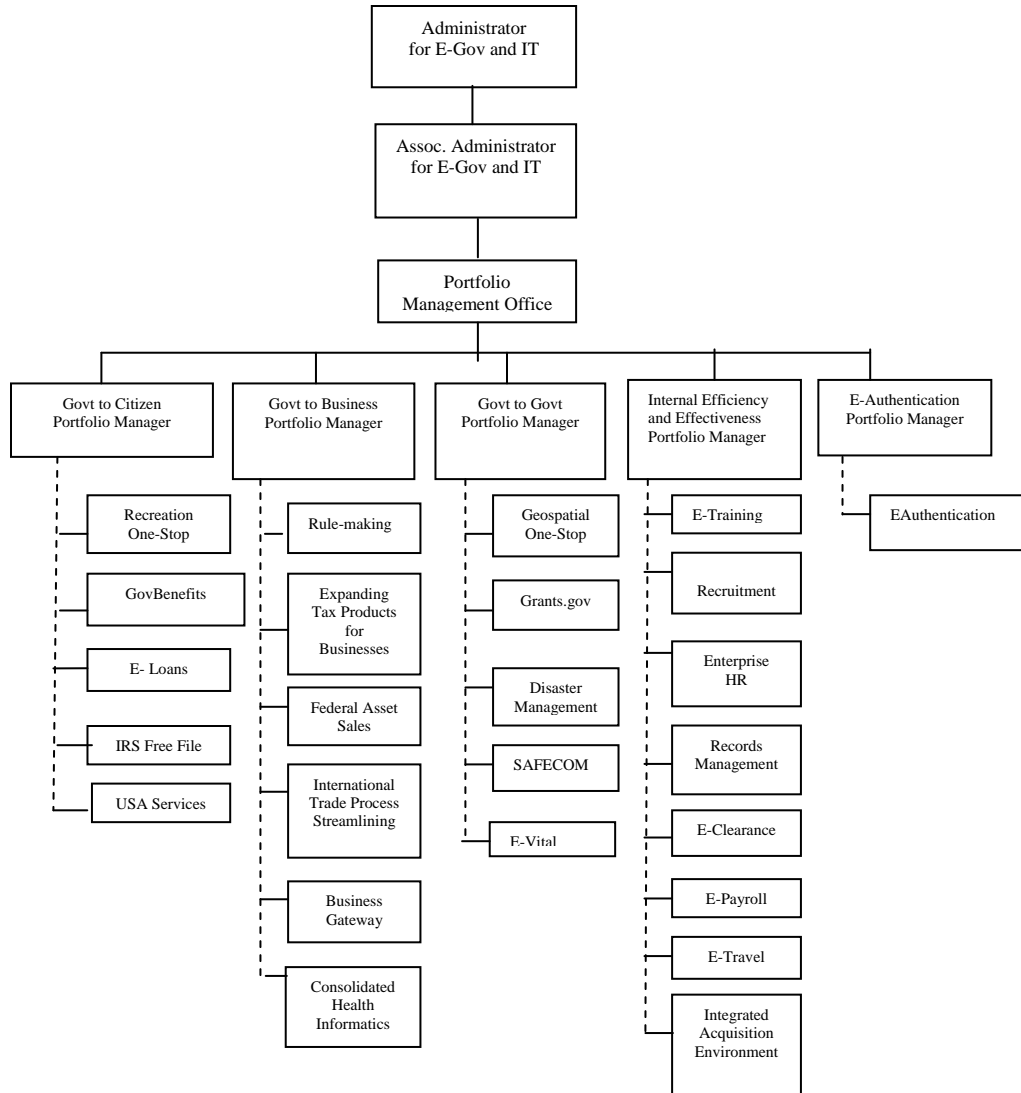 Administrator
for E-Gov and IT
Assoc. Administrator
for E-Gov and IT
Portfolio
Management Office
Govt to Citizen
Portfolio Manager
Govt to Business
Portfolio Manager
Govt to Govt
Portfolio Manager
Internal Efficiency
and Effectiveness
Portfolio Manager
E-Authentication
Portfolio Manager
Recreation
One-Stop
GovBenefits
E- Loans
IRS Free File
USA Services
Rule-making
Expanding
Tax Products
for
Businesses
Federal Asset
Sales
International
Trade Process
Streamlining
Business
Gateway
Consolidated
Health
Informatics
Geospatial
One-Stop
Grants.gov
Disaster
Management
SAFECOM
E-Vital
E-Training
Recruitment
Enterprise
HR
Records
Management
E-Clearance
E-Payroll
E-Travel
Integrated
Acquisition
Environment
EAuthentication